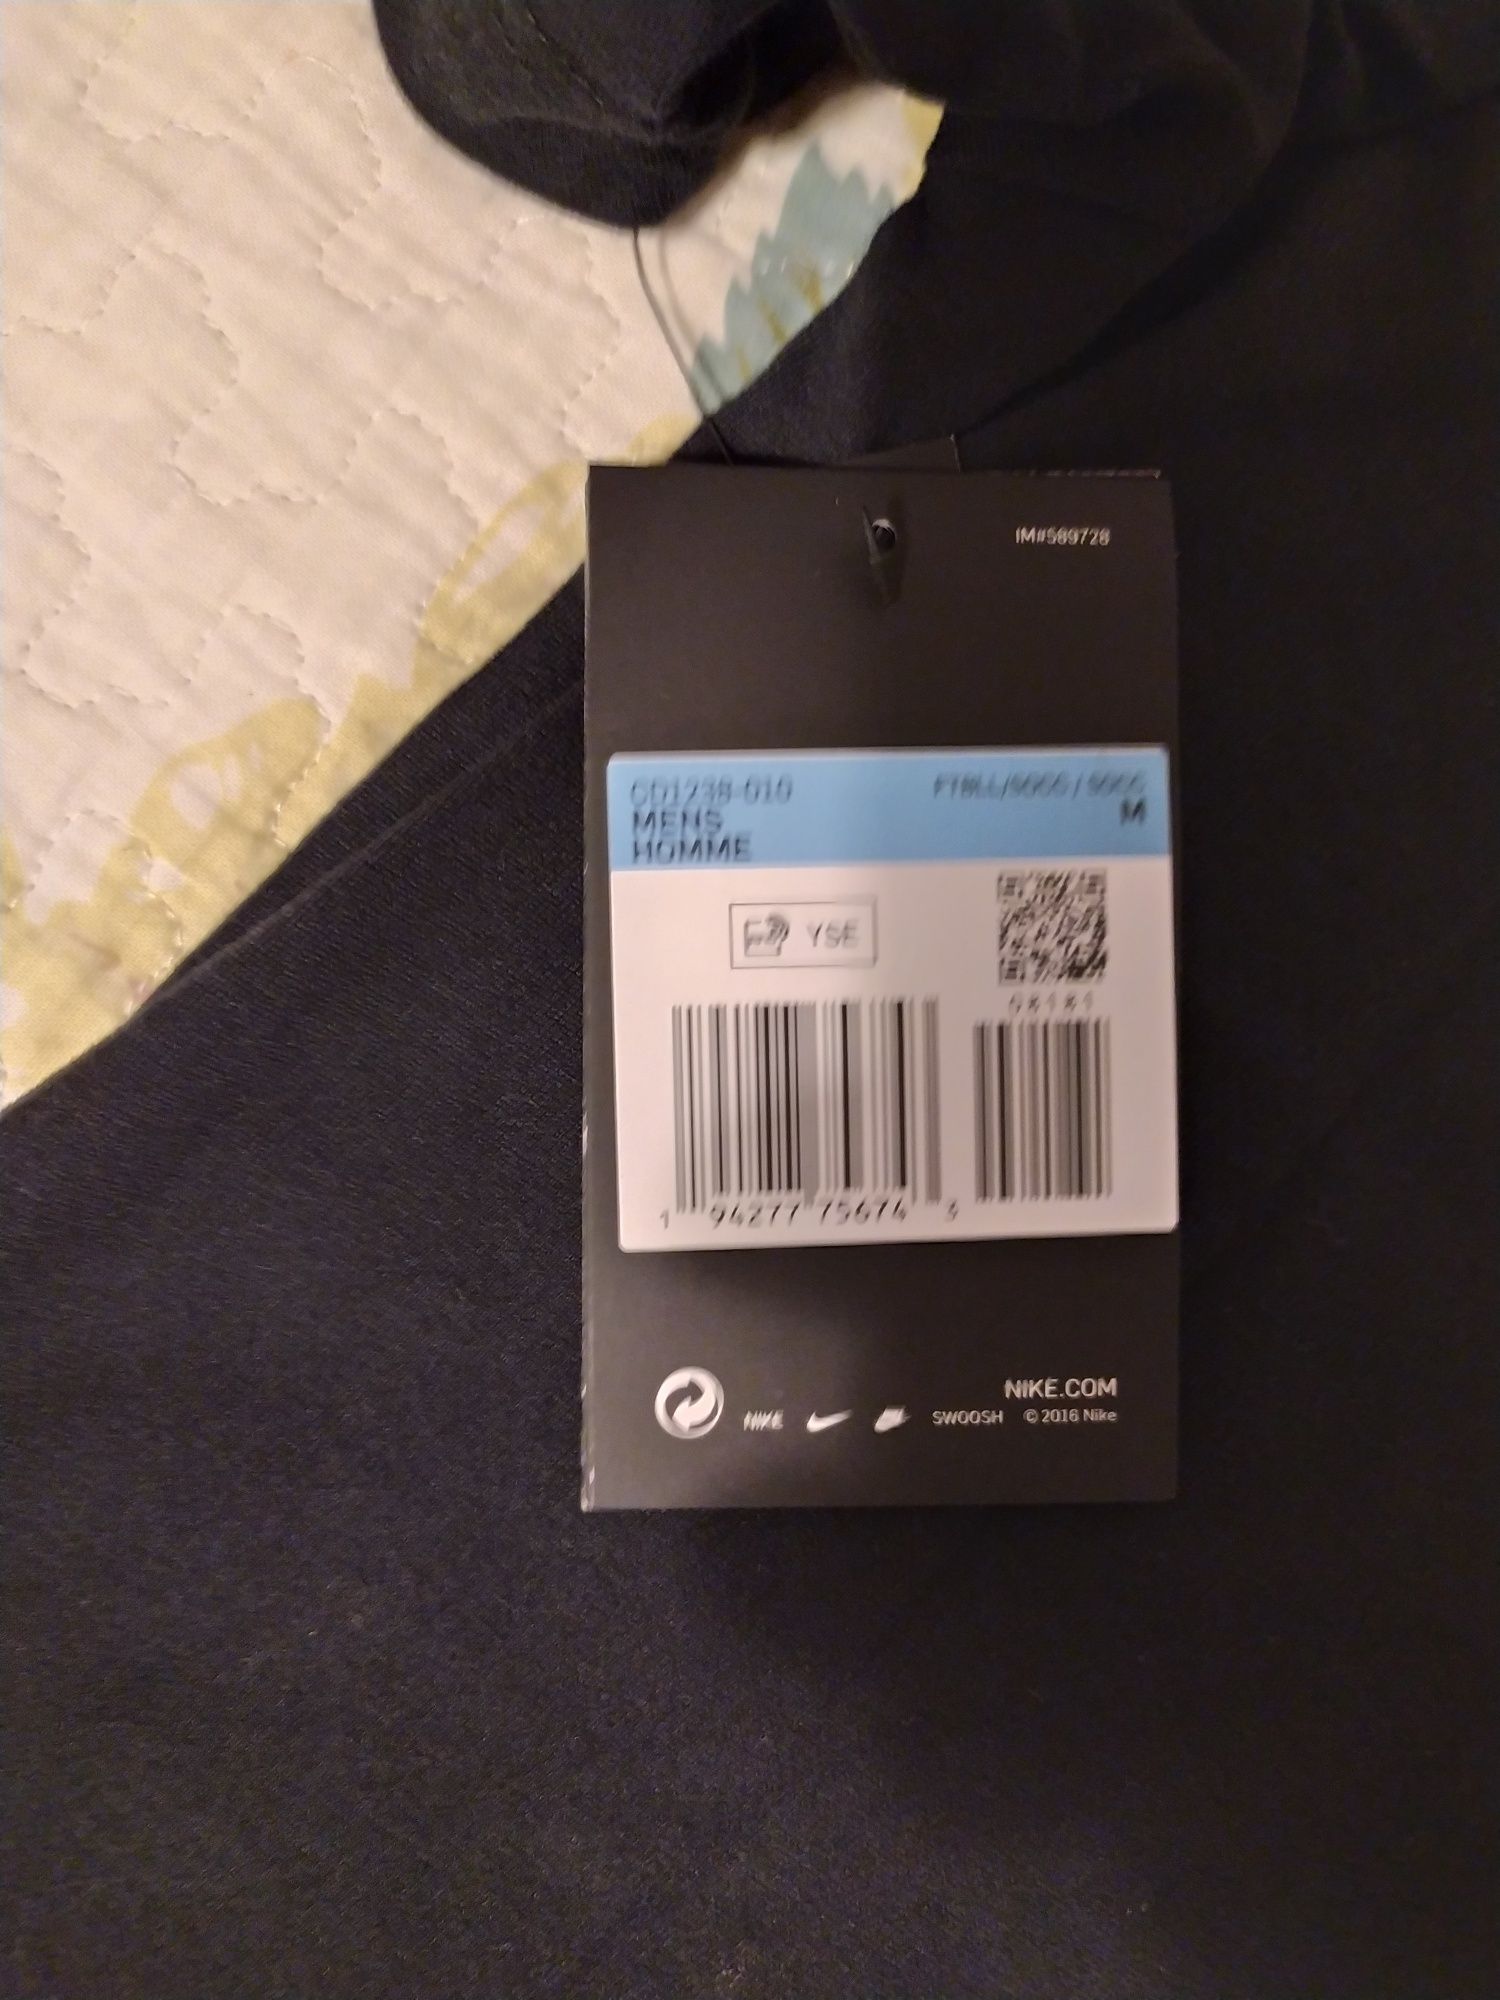 IM#589728
CD1238-010 FTBLL/SOCC / SOCC
MENS M
HOMME
YSE
1 94277 75674 3
NIKE.COM
NIKE SWOOSH © 2016 Nike